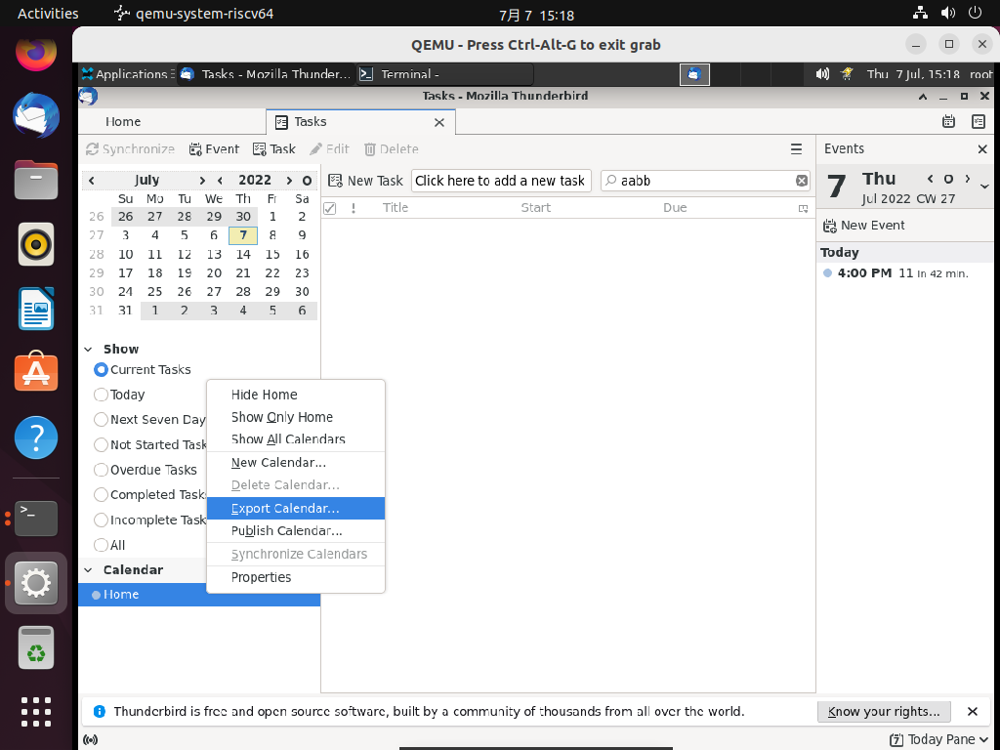 Activities qemu-system-riscv64 7月 7 15:18
QEMU - Press Ctrl-Alt-G to exit grab
Applications Tasks - Mozilla Thunder... Terminal - Thu 7 Jul, 15:18 root
Tasks - Mozilla Thunderbird
Home Tasks
Synchronize Event Task Edit Delete Events
July 2022 New Task Click here to add a new task aabb 7 Thu
Jul 2022 CW 27
Su Mo Tu We Th Fr Sa ! Title Start Due
26 26 27 28 29 30 1 2
27 3 4 5 6 7 8 9 New Event
28 10 11 12 13 14 15 16 Today
29 17 18 19 20 21 22 23 4:00 PM 11 in 42 min.
30 24 25 26 27 28 29 30
31 31 1 2 3 4 5 6
Show
Current Tasks
Today
Next Seven Day
Not Started Task
Overdue Tasks
Completed Task
Incomplete Task
All
Calendar
Home
Hide Home
Show Only Home
Show All Calendars
New Calendar...
Delete Calendar...
Export Calendar...
Publish Calendar...
Synchronize Calendars
Properties
Thunderbird is free and open source software, built by a community of thousands from all over the world. Know your rights...
Today Pane